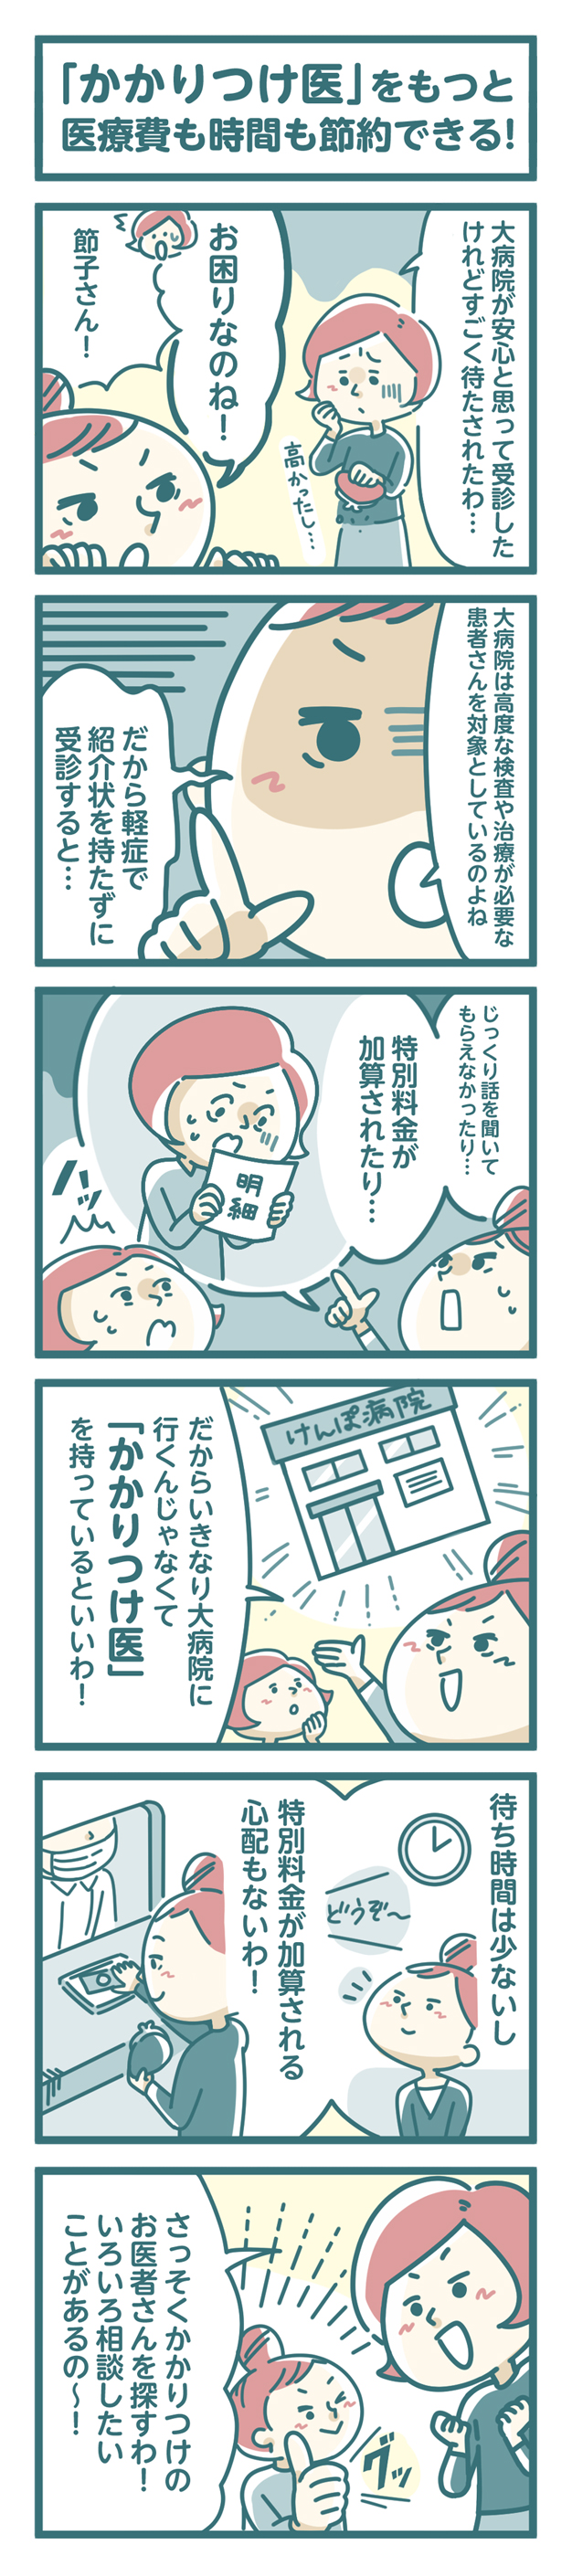 「かかりつけ医」をもつと
医療費も時間も節約できる!
大病院が安心と思って受診した
けれどすごく待たされたわ…
高かったし…
お困りなのね!
節子さん!
大病院は高度な検査や治療が必要な
患者さんを対象としているのよね
だから軽症で
紹介状を持たずに
受診すると…
じっくり話を聞いて
もらえなかったり…
特別料金が
加算されたり…
明細
ハッ
けんぽ病院
だからいきなり大病院に
行くんじゃなくて
「かかりつけ医」
を持っているといいわ!
待ち時間は少ないし
どうぞ〜
特別料金が加算される
心配もないわ!
さっそくかかりつけの
お医者さんを探すわ!
いろいろ相談したい
ことがあるの〜!
グッ